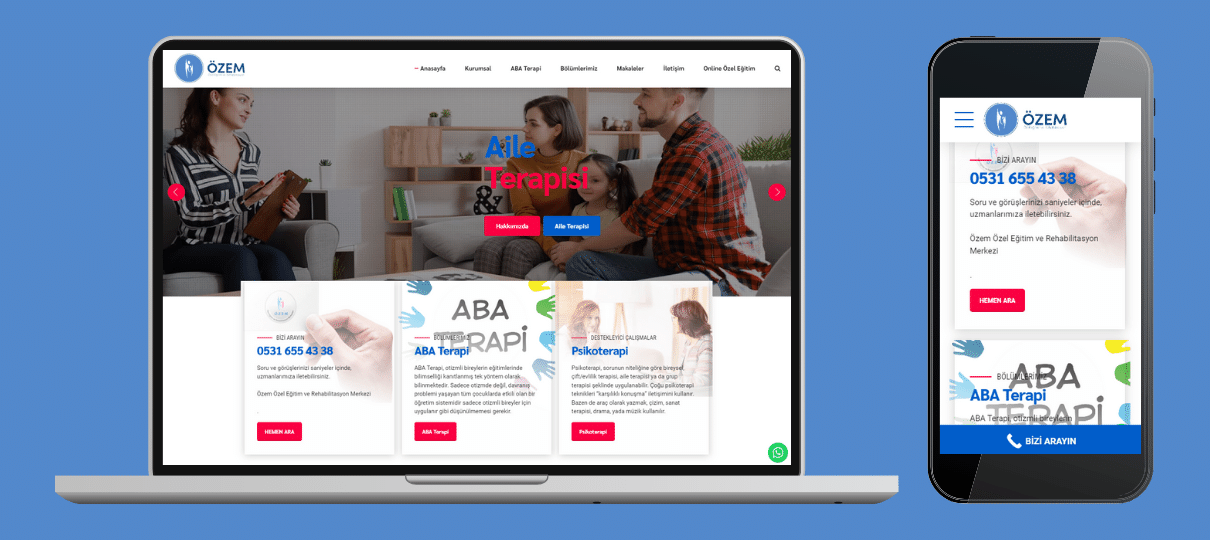 ÖZEM
Anasayfa Kurumsal ABA Terapi Bölümlerimiz Makaleler İletişim Online Özel Eğitim
Aile
Terapisi
&
Hakkımızda Aile Terapisi
ÖZEM
BİZİ ARAYIN
0531 655 43 38
Soru ve görüşlerinizi saniyeler içinde,
uzmanlarımıza iletebilirsiniz.
Özem Özel Eğitim ve Rehabilitasyon Merkezi
.
HEMEN ARA
ABA
TERAPİ
BÖLÜMLERİMİZ
ABA Terapi
ABA Terapi, otizmli bireylerin eğitimlerinde
bilimselliği kanıtlanmış tek yöntem olarak
bilinmektedir. Sadece otizmde değil, davranış
problemi yaşayan tüm çocuklarda etkili olan bir
öğretim sistemidir sadece otizmli bireyler için
uygulanır gibi düşünülmemesi gerekir.
ABA Terapi
DESTEKLEYİCİ ÇALIŞMALAR
Psikoterapi
Psikoterapi, sorunun niteliğine göre bireysel,
çift/evlilik terapisi, aile terapisi ya da grup
terapisi şeklinde uygulanabilir. Çoğu psikoterapi
teknikleri "karşılıklı konuşma" iletişimini kullanır.
Bazen de araç olarak yazmak, çizim, sanat
terapisi, drama, yada müzik kullanılır.
Psikoterapi
ÖZEM
BİZİ ARAYIN
0531 655 43 38
Soru ve görüşlerinizi saniyeler içinde,
uzmanlarımıza iletebilirsiniz.
Özem Özel Eğitim ve Rehabilitasyon
Merkezi
.
HEMEN ARA
ABA
TERAPİ
BÖLÜMLERİMİZ
ABA Terapi
ABA Terapi, otizmli bireylerin
BİZİ ARAYIN